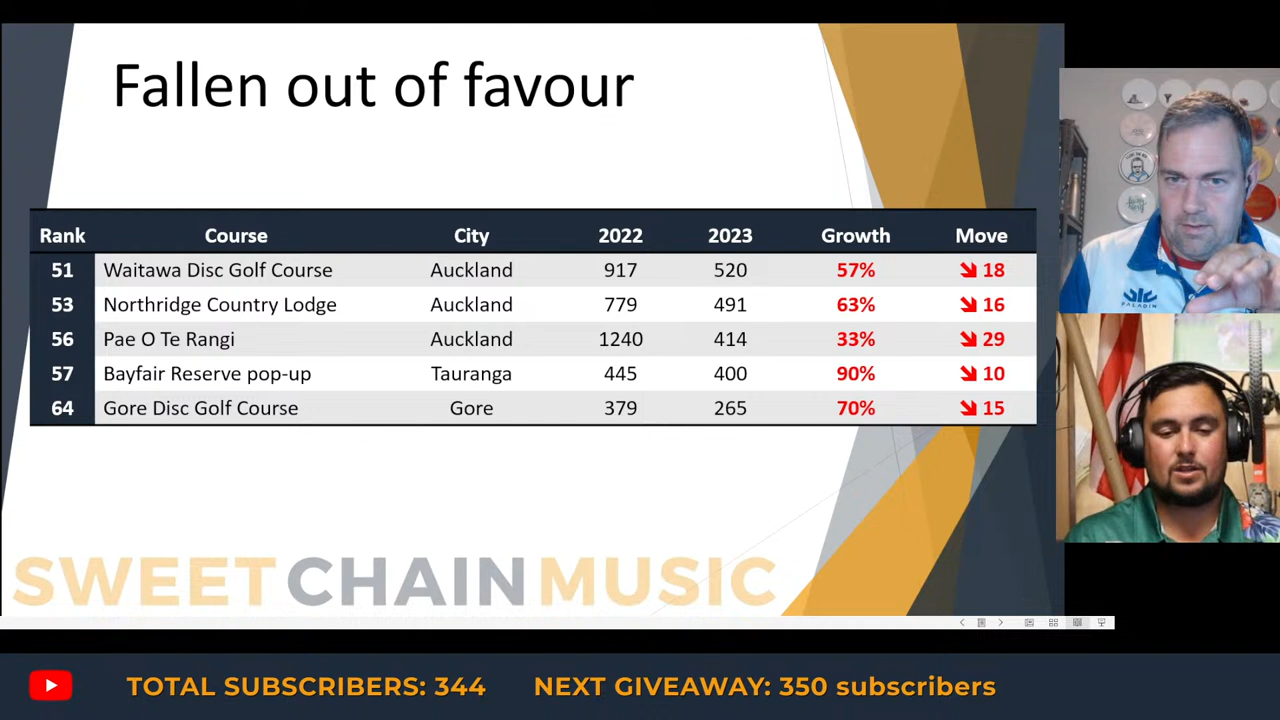 Fallen out of favour
Rank Course City 2022 2023 Growth Move
51 Waitawa Disc Golf Course Auckland 917 520 57% 18
53 Northridge Country Lodge Auckland 779 491 63% 16
56 Pae O Te Rangi Auckland 1240 414 33% 29
57 Bayfair Reserve pop-up Tauranga 445 400 90% 10
64 Gore Disc Golf Course Gore 379 265 70% 15
SWEET CHAIN MUSIC
PALADIN
TOTAL SUBSCRIBERS: 344 NEXT GIVEAWAY: 350 subscribers